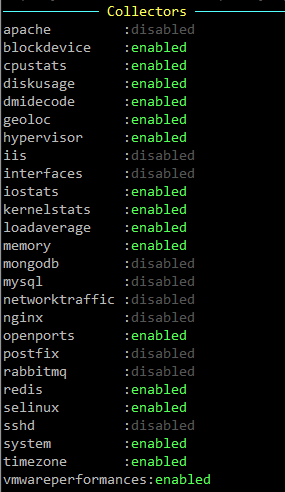 Collectors
apache :disabled
blockdevice :enabled
cpustats :enabled
diskusage :enabled
dmidecode :enabled
geoloc :enabled
hypervisor :enabled
iis :disabled
interfaces :disabled
iostats :enabled
kernelstats :enabled
loadaverage :enabled
memory :enabled
mongodb :disabled
mysql :disabled
networktraffic :disabled
nginx :disabled
openports :enabled
postfix :disabled
rabbitmq :disabled
redis :enabled
selinux :enabled
sshd :disabled
system :enabled
timezone :enabled
vmwareperformances:enabled